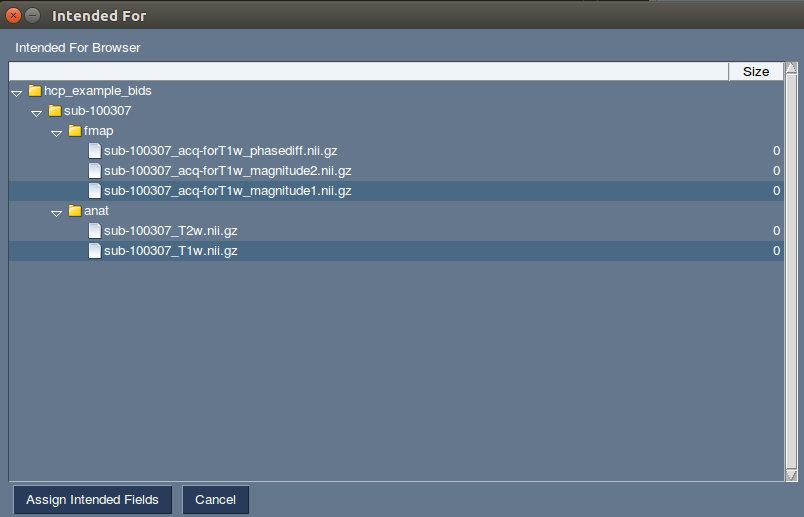 Intended For
Intended For Browser
Size
hcp_example_bids
sub-100307
fmap
sub-100307_acq-forT1w_phasediff.nii.gz 0
sub-100307_acq-forT1w_magnitude2.nii.gz 0
sub-100307_acq-forT1w_magnitude1.nii.gz 0
anat
sub-100307_T2w.nii.gz 0
sub-100307_T1w.nii.gz 0
Assign Intended Fields Cancel